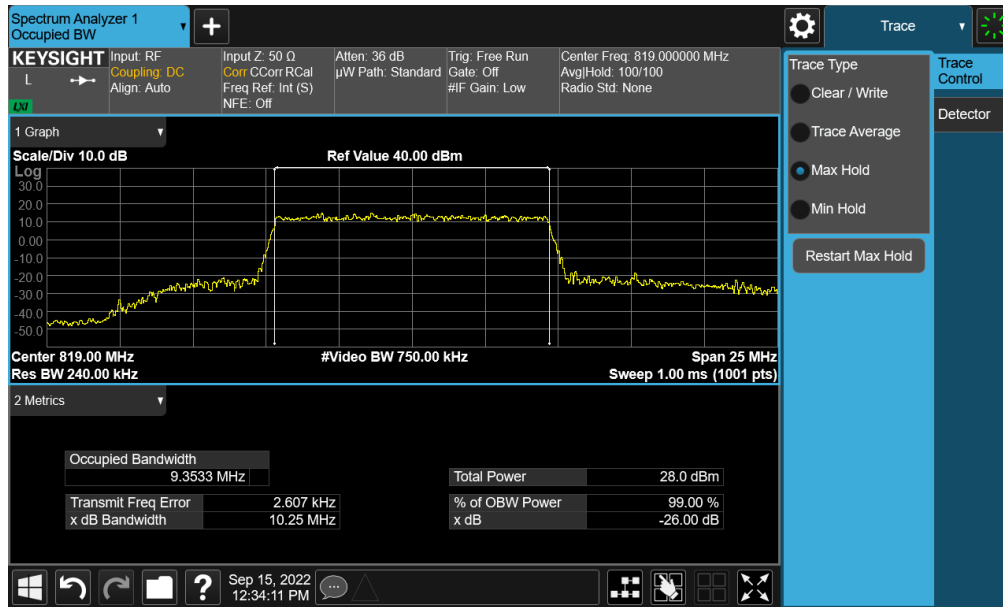 Spectrum Analyzer 1
Occupied BW
+
Trace
KEYSIGHT
L
LXI
Input: RF
Coupling: DC
Align: Auto
Input Z: 50 Ω
Corr CCorr RCal
Freq Ref: Int (S)
NFE: Off
Atten: 36 dB
µW Path: Standard
Trig: Free Run
Gate: Off
#IF Gain: Low
Center Freq: 819.000000 MHz
Avg|Hold: 100/100
Radio Std: None
Trace Type
Clear / Write
Trace Average
Max Hold
Min Hold
Restart Max Hold
Trace
Control
Detector
1 Graph
Scale/Div 10.0 dB
Ref Value 40.00 dBm
Log
30.0
20.0
10.0
0.00
-10.0
-20.0
-30.0
-40.0
-50.0
Center 819.00 MHz
#Video BW 750.00 kHz
Span 25 MHz
Res BW 240.00 kHz
Sweep 1.00 ms (1001 pts)
2 Metrics
Occupied Bandwidth
9.3533 MHz
Total Power 28.0 dBm
Transmit Freq Error 2.607 kHz
% of OBW Power 99.00 %
x dB Bandwidth 10.25 MHz
x dB -26.00 dB
?
Sep 15, 2022
12:34:11 PM